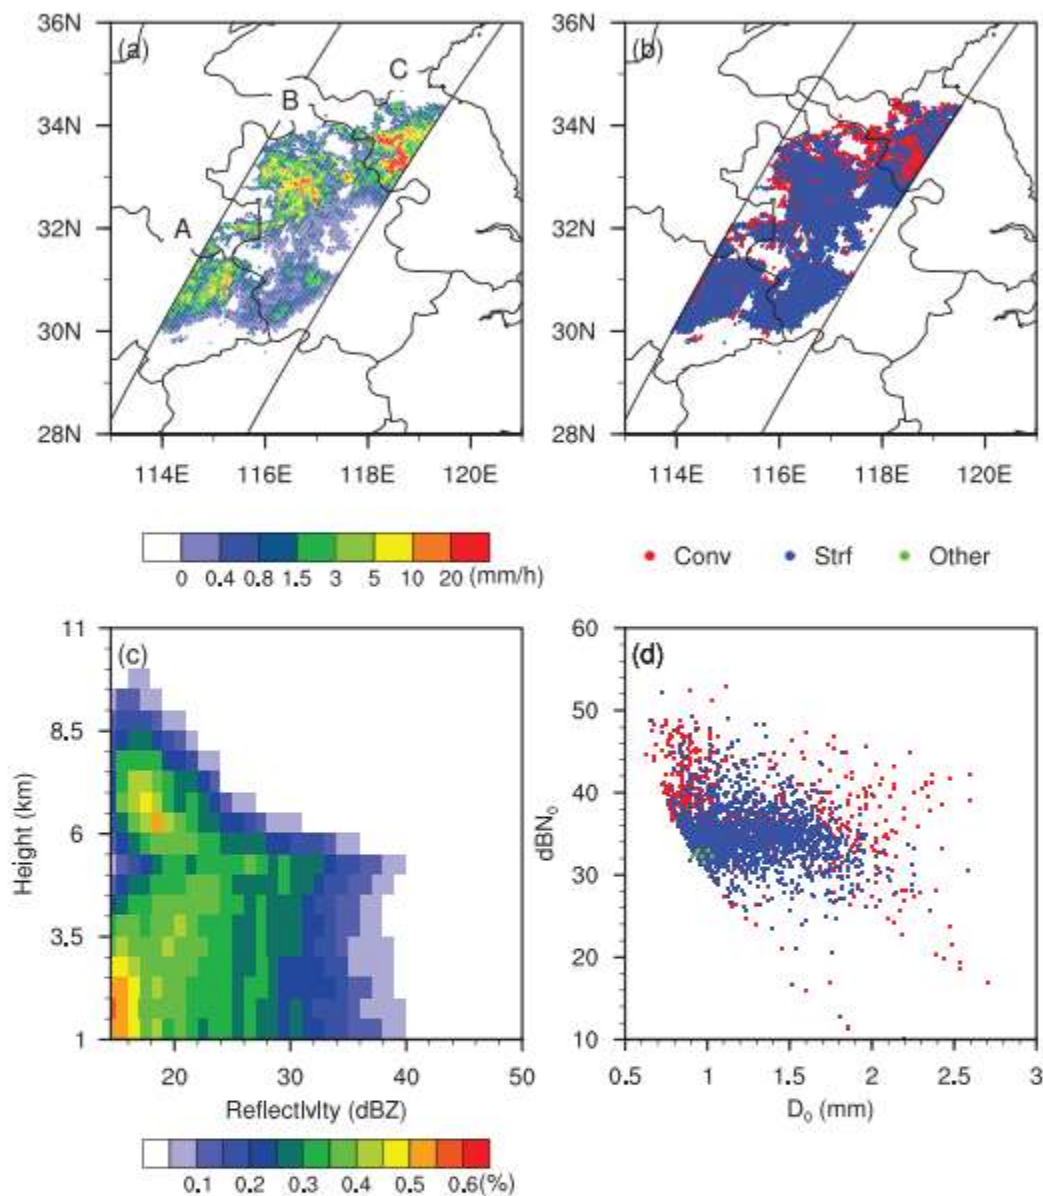 36N
(a)
C
B
34N
32N
A
30N
28N
114E 116E 118E 120E
0 0.4 0.8 1.5 3 5 10 20 (mm/h)
36N
(b)
34N
32N
30N
28N
114E 116E 118E 120E
Conv Strf Other
11
(c)
8.5
6
3.5
1
Height (km)
20 30 40 50
Reflectivity (dBZ)
0.1 0.2 0.3 0.4 0.5 0.6(%)
60
(d)
50
40
30
20
10
dBN₀
0.5 1 1.5 2 2.5 3
D₀ (mm)